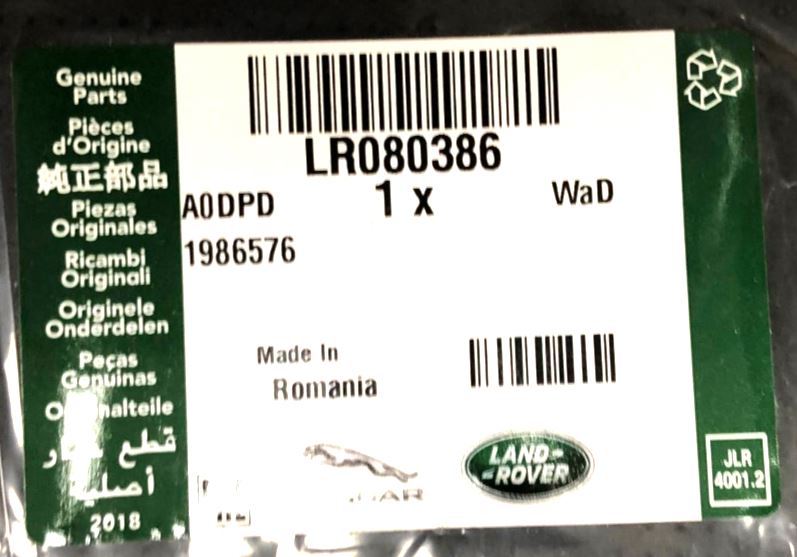 Genuine
Parts
Pièces
d'Origine
純正部品
Piezas
Originales
Ricambi
Originali
Originele
Onderdelen
Peças
Genuinas
قطع
أصلية
2018
LR080386
A0DPD
1 x
WaD
1986576
Made In
Romania
LAND-
-ROVER
JLR
4001.2